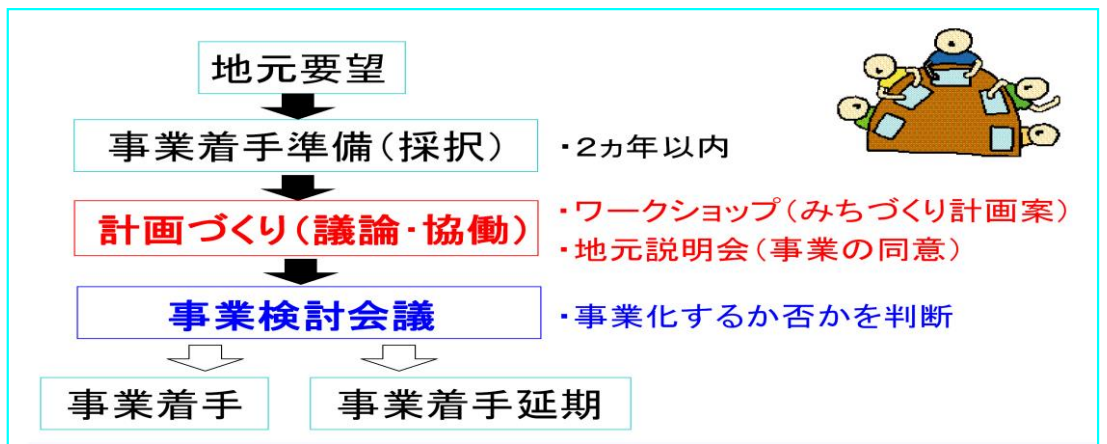 地元要望
事業着手準備(採択)
・2ヵ年以内
計画づくり(議論・協働)
・ワークショップ(みちづくり計画案)
・地元説明会(事業の同意)
事業検討会議
・事業化するか否かを判断
事業着手
事業着手延期